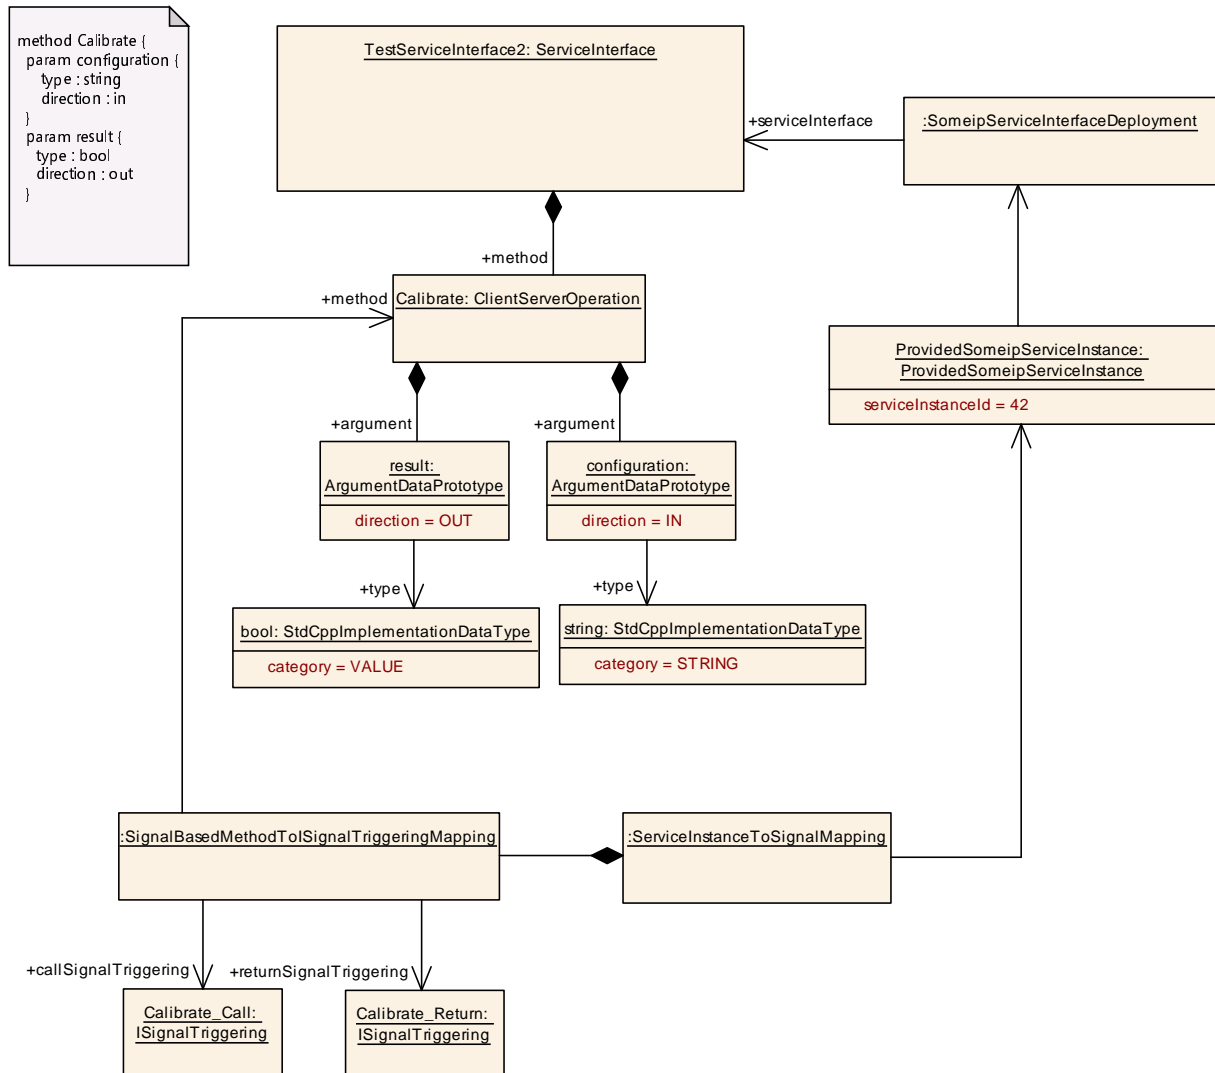 method Calibrate {
param configuration {
type : string
direction : in
}
param result {
type : bool
direction : out
}
TestServiceInterface2: ServiceInterface
+serviceInterface
:SomeipServiceInterfaceDeployment
+method
+method
Calibrate: ClientServerOperation
ProvidedSomeipServiceInstance:
ProvidedSomeipServiceInstance
serviceInstanceId = 42
+argument
+argument
result:
ArgumentDataPrototype
direction = OUT
configuration:
ArgumentDataPrototype
direction = IN
+type
+type
bool: StdCppImplementationDataType
category = VALUE
string: StdCppImplementationDataType
category = STRING
:SignalBasedMethodToISignalTriggeringMapping
:ServiceInstanceToSignalMapping
+callSignalTriggering
+returnSignalTriggering
Calibrate_Call:
ISignalTriggering
Calibrate_Return:
ISignalTriggering